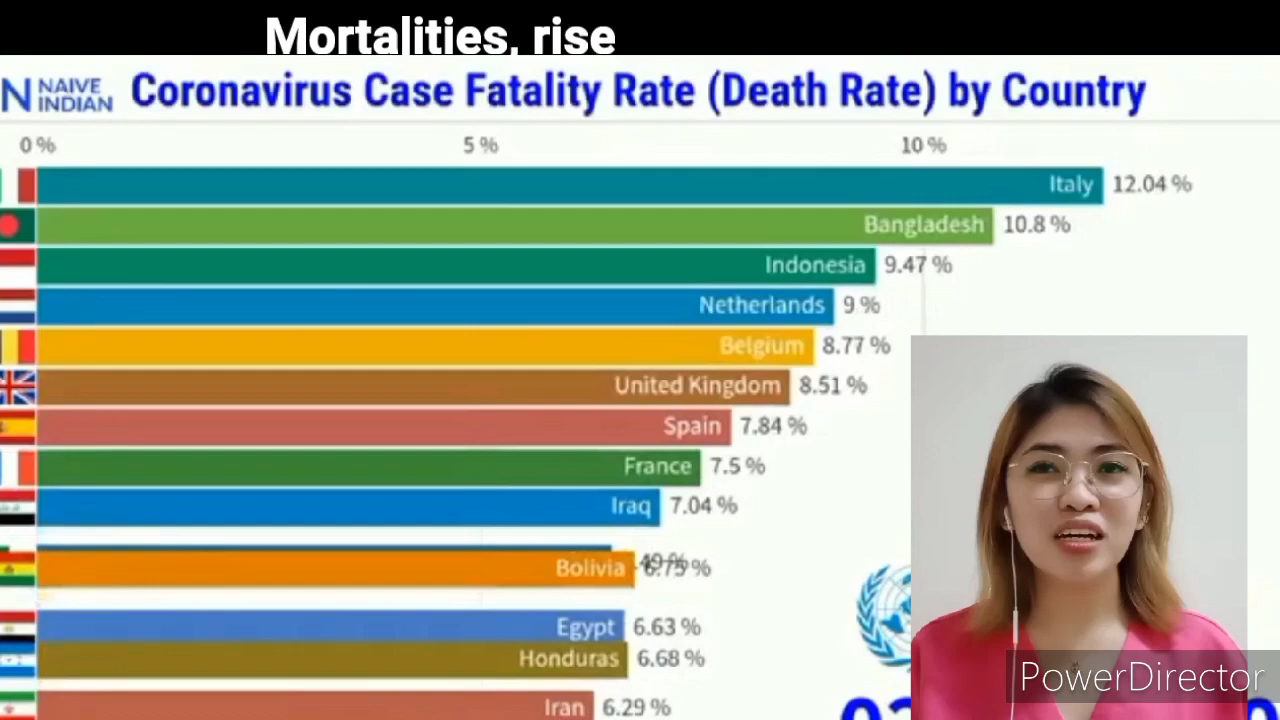 Mortalities, rise
NAIVE
INDIAN
Coronavirus Case Fatality Rate (Death Rate) by Country
0 %
5 %
10 %
Italy 12.04 %
Bangladesh 10.8 %
Indonesia 9.47 %
Netherlands 9 %
Belgium 8.77 %
United Kingdom 8.51 %
Spain 7.84 %
France 7.5 %
Iraq 7.04 %
Bolivia 6.75 %
Egypt 6.63 %
Honduras 6.68 %
Iran 6.29 %
PowerDirector